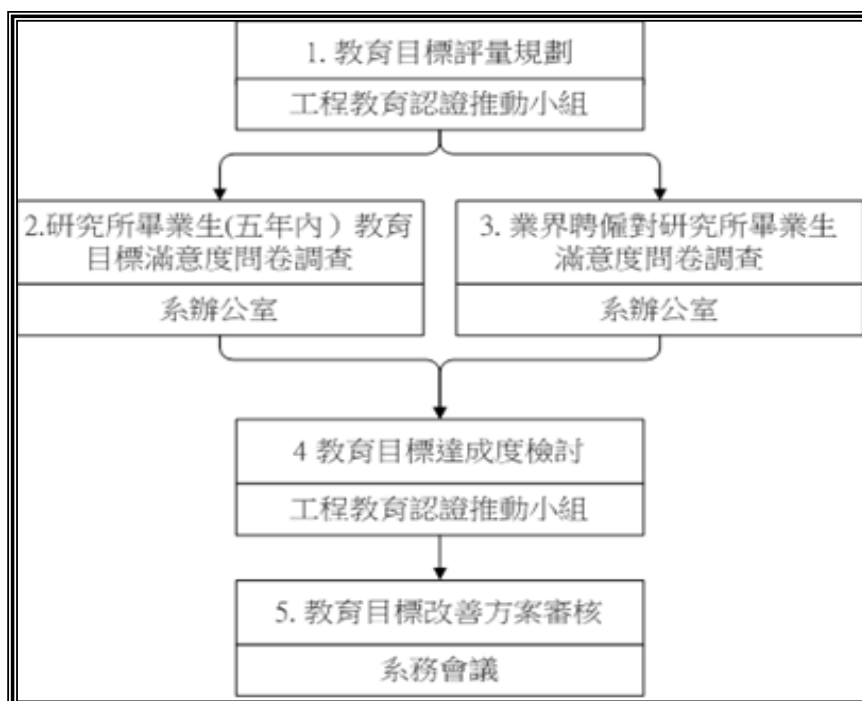 1. 教育目標評量規劃
工程教育認證推動小組
2.研究所畢業生(五年內）教育
目標滿意度問卷調查
系辦公室
3. 業界聘僱對研究所畢業生
滿意度問卷調查
系辦公室
4 教育目標達成度檢討
工程教育認證推動小組
5. 教育目標改善方案審核
系務會議